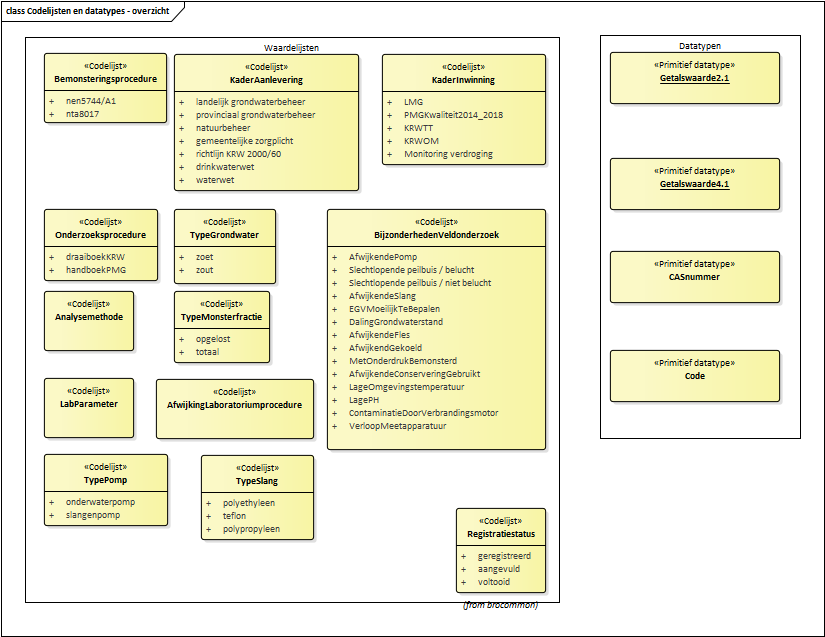 class Codelijsten en datatypes - overzicht
Waardelijsten
«Codelijst»
Bemonsteringsprocedure
+ nen5744/A1
+ nta8017
«Codelijst»
KaderAanlevering
+ landelijk grondwaterbeheer
+ provinciaal grondwaterbeheer
+ natuurbeheer
+ gemeentelijke zorgplicht
+ richtlijn KRW 2000/60
+ drinkwaterwet
+ waterwet
«Codelijst»
KaderInwinning
+ LMG
+ PMGKwaliteit2014_2018
+ KRWTT
+ KRWOM
+ Monitoring verdroging
«Codelijst»
Onderzoeksprocedure
+ draaiboekKRW
+ handboekPMG
«Codelijst»
TypeGrondwater
+ zoet
+ zout
«Codelijst»
BijzonderhedenVeldonderzoek
+ AfwijkendePomp
+ Slechtlopende peilbuis / belucht
+ Slechtlopende peilbuis / niet belucht
+ AfwijkendeSlang
+ EGVMoeilijkTeBepalen
+ DalingGrondwaterstand
+ AfwijkendeFles
+ AfwijkendGekoeld
+ MetOnderdrukBemonsterd
+ AfwijkendeConserveringGebruikt
+ LageOmgevingstemperatuur
+ LagePH
+ ContaminatieDoorVerbrandingsmotor
+ VerloopMeetapparatuur
«Codelijst»
Analysemethode
«Codelijst»
TypeMonsterfractie
+ opgelost
+ totaal
«Codelijst»
LabParameter
«Codelijst»
AfwijkingLaboratoriumprocedure
«Codelijst»
TypePomp
+ onderwaterpomp
+ slangenpomp
«Codelijst»
TypeSlang
+ polyethyleen
+ teflon
+ polypropyleen
«Codelijst»
Registratiestatus
+ geregistreerd
+ aangevuld
+ voltooid
(from brocommon)
Datatypen
«Primitief datatype»
Getalswaarde2.1
«Primitief datatype»
Getalswaarde4.1
«Primitief datatype»
CASnummer
«Primitief datatype»
Code